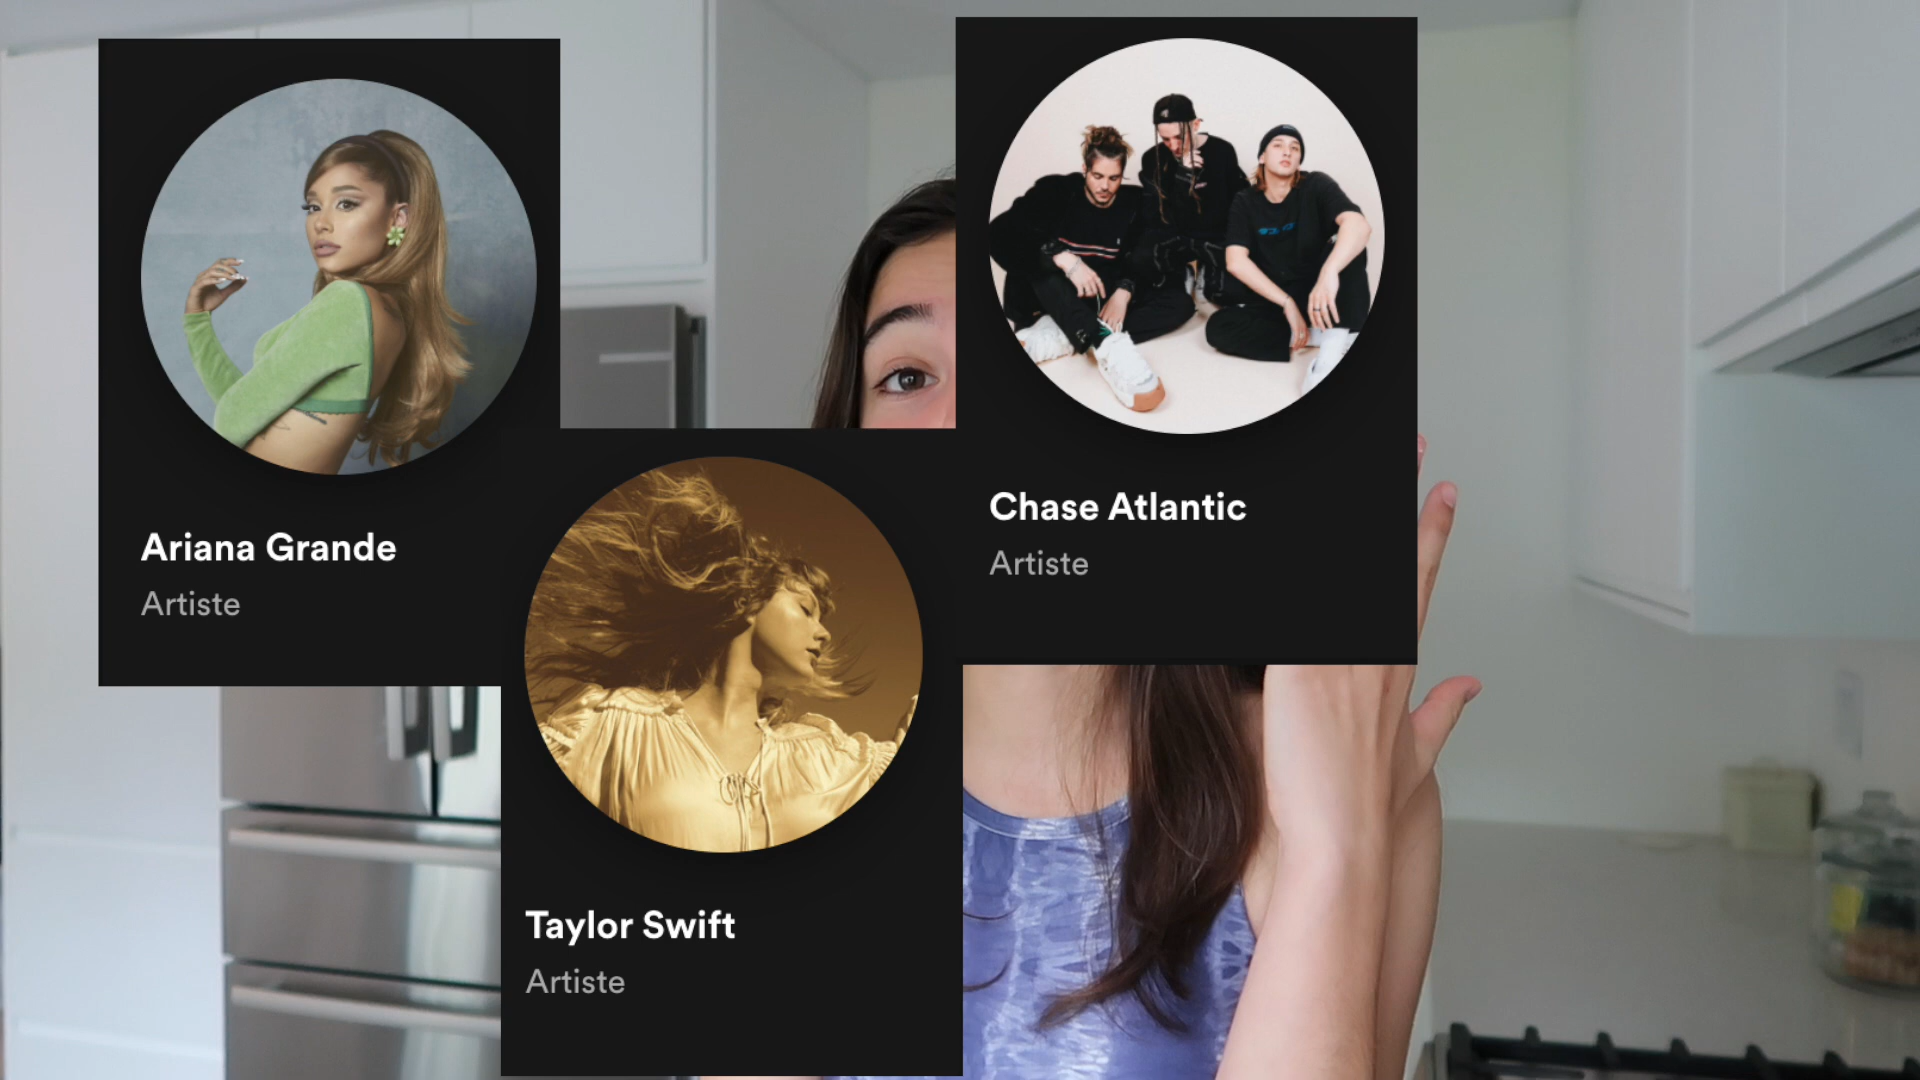 Ariana Grande
Artiste
Chase Atlantic
Artiste
Taylor Swift
Artiste